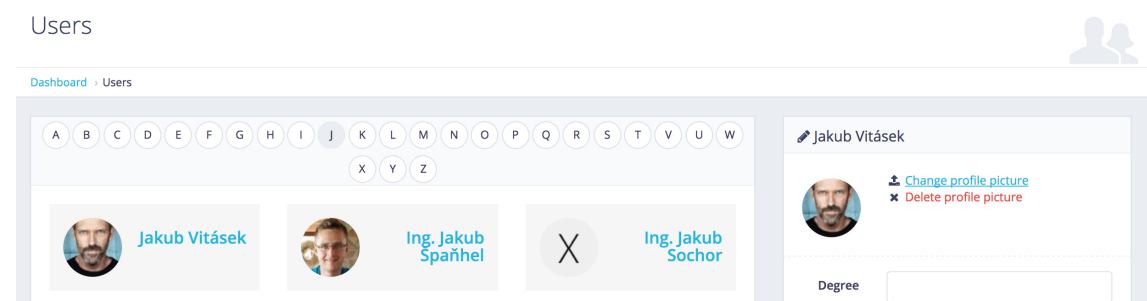 Users
Dashboard › Users
A B C D E F G H I J K L M N O P Q R S T V U W
X Y Z
Jakub Vitásek
Ing. Jakub
Špaňhel
X
Ing. Jakub
Sochor
Jakub Vitásek
Change profile picture
Delete profile picture
Degree